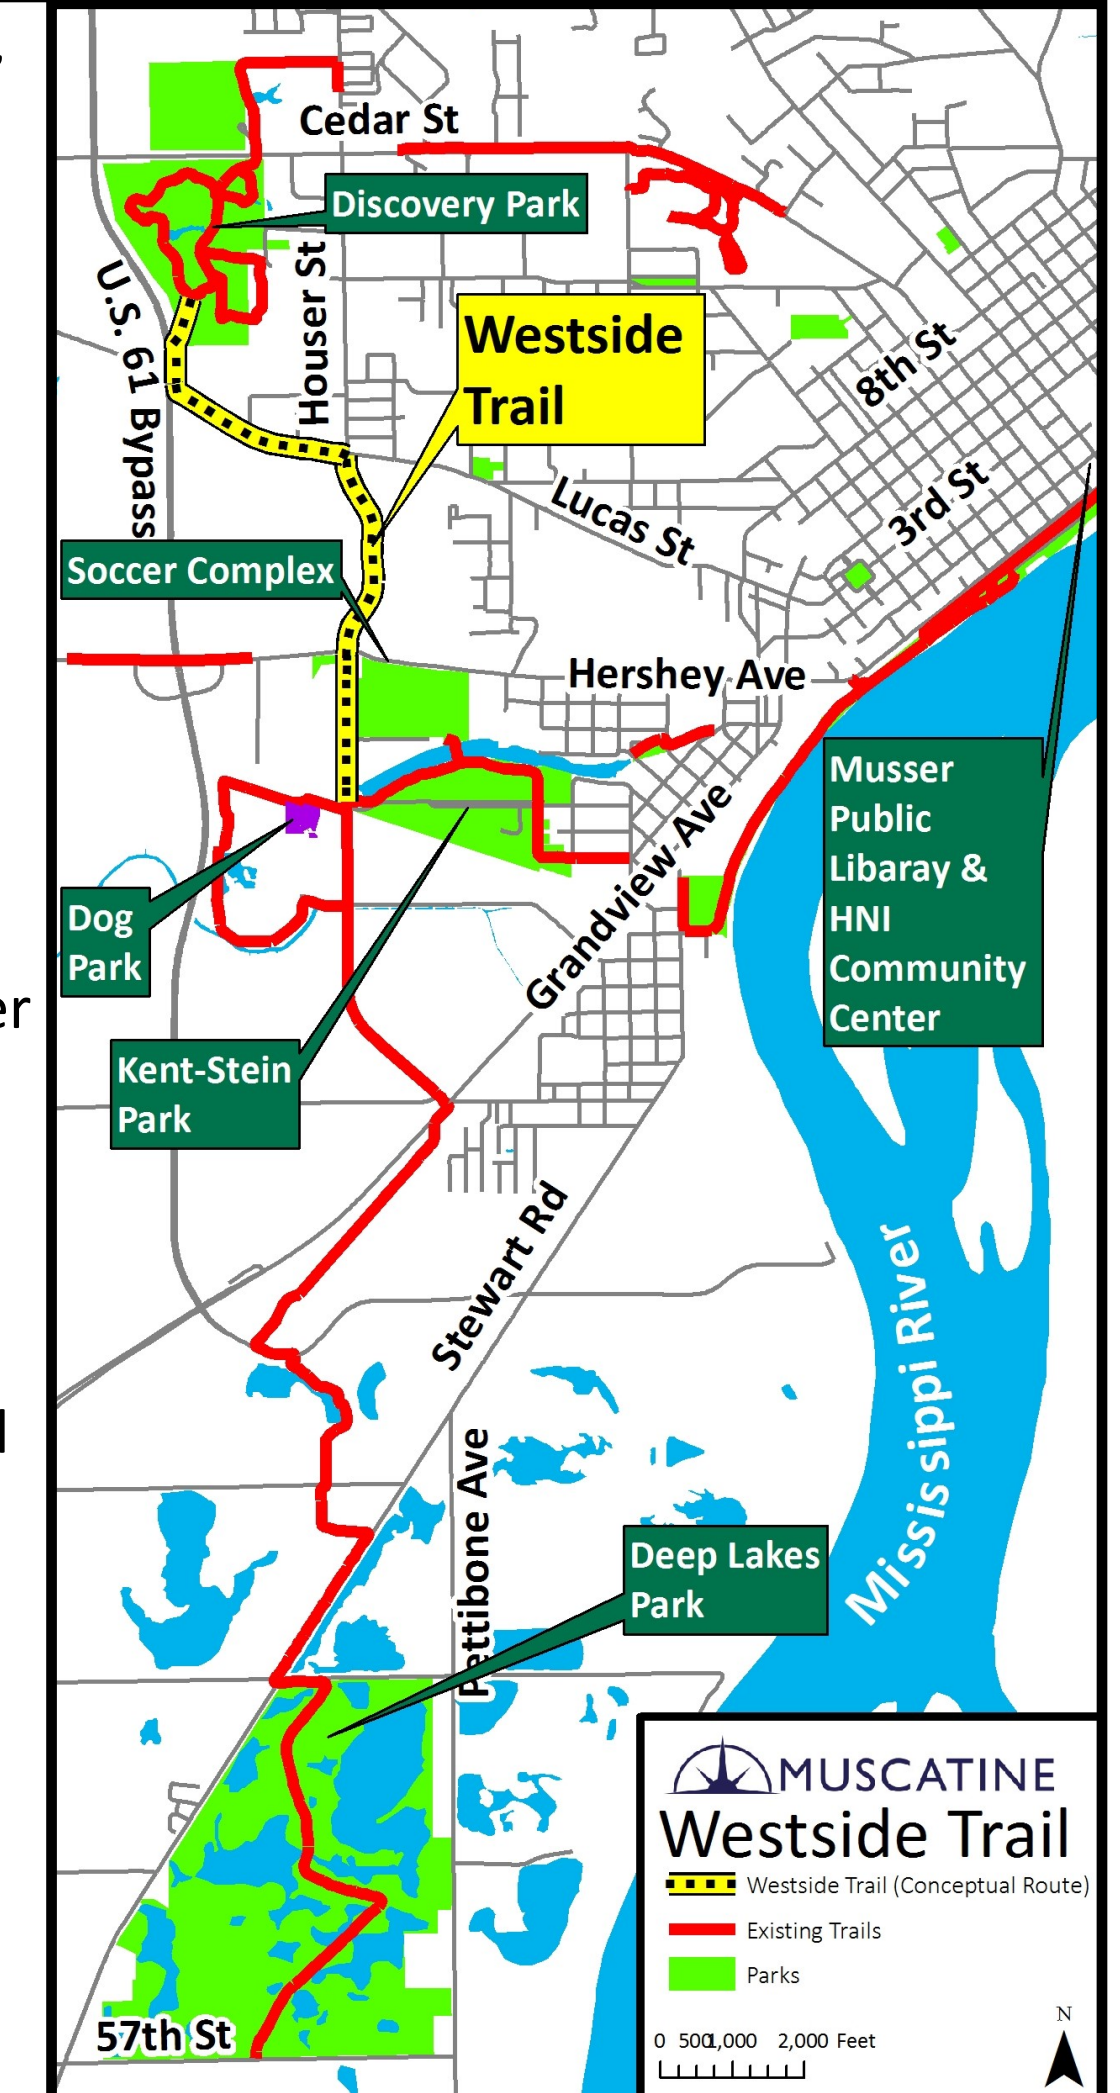 Cedar St
Discovery Park
Houser St
U.S. 61 Bypass
Westside
Trail
8th St
3rd St
Lucas St
Soccer Complex
Hershey Ave
Musser
Public
Libaray &
HNI
Community
Center
Grandview Ave
Dog
Park
er
Kent-Stein
Park
Stewart Rd
Mississippi River
Pettibone Ave
Deep Lakes
Park
57th St
MUSCATINE
Westside Trail
Westside Trail (Conceptual Route)
Existing Trails
Parks
N
0 500 1,000 2,000 Feet